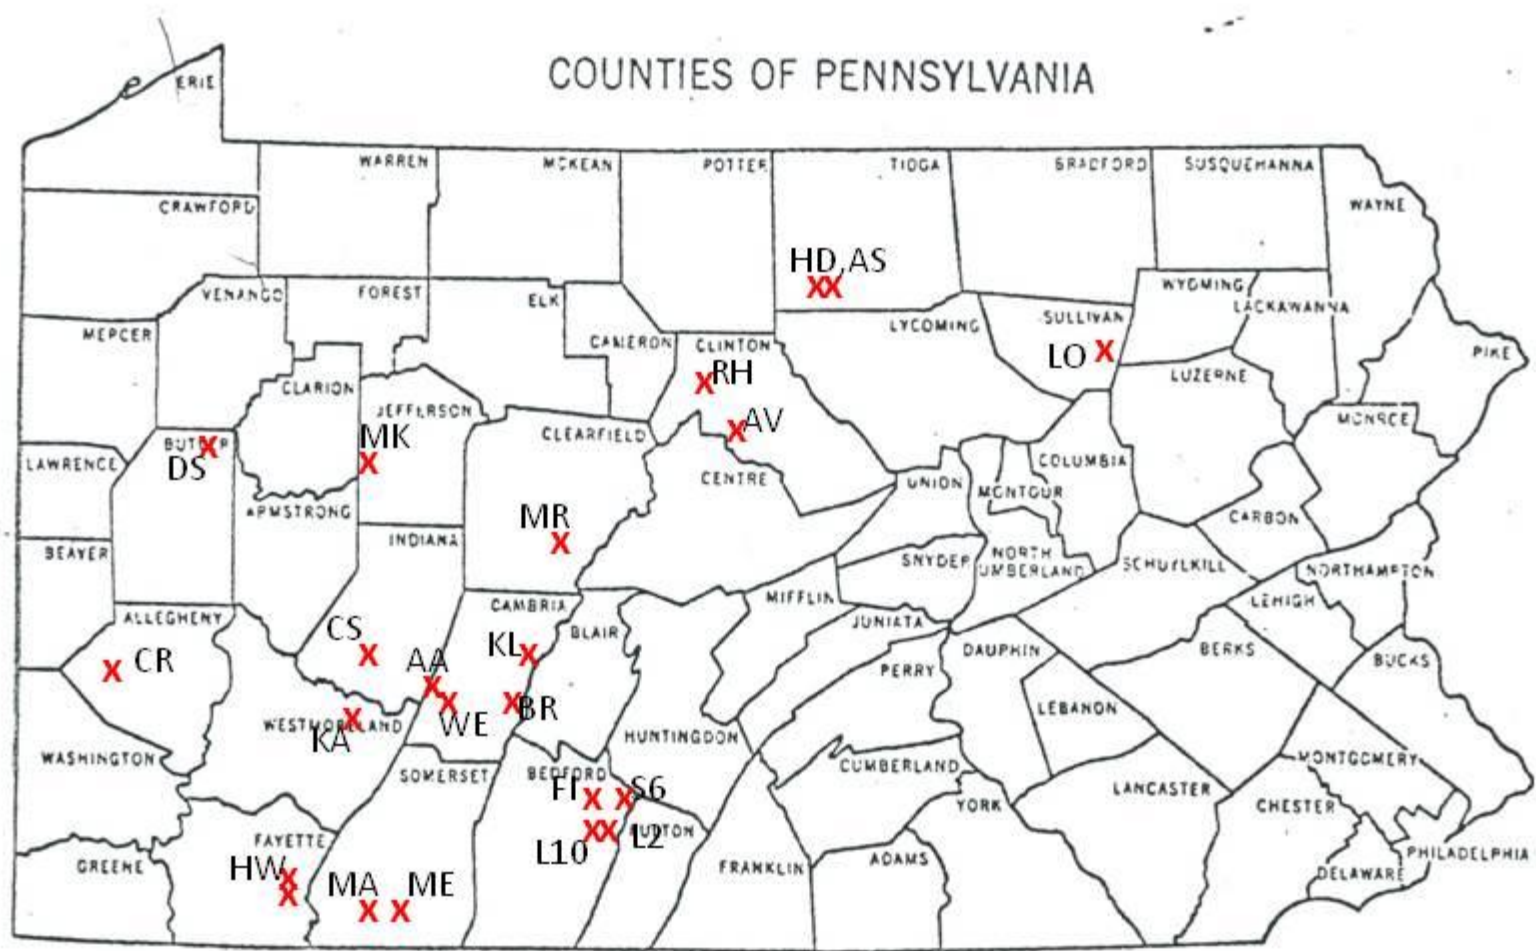 COUNTIES OF PENNSYLVANIA
ERIE
WARREN
MCKEAN
POTTER
TIOGA
BRADFORD
SUSQUEHANNA
WAYNE
CRAWFORD
HD,AS
XX
VENANGO
FOREST
ELK
WYOMING
LACKAWANNA
MERCER
CAMERON
CLINTON
LYCOMING
SULLIVAN
PIKE
LO X
X RH
LUZERNE
CLARION
JEFFERSON
MONROE
X AV
CLEARFIELD
MK
X
BUTLER
X
DS
LAWRENCE
CENTRE
UNION
COLUMBIA
MONTOUR
ARMSTRONG
MR
X
CARBON
INDIANA
BEAVER
SNYDER
NORTH
UMBERLAND
SCHUYLKILL
NORTHAMPTON
LEHIGH
CAMBRIA
MIFFLIN
ALLEGHENY
JUNIATA
BLAIR
CS
X
KL X
CR
X
AA
X
DAUPHIN
PERRY
BERKS
BUCKS
X
WE
X BR
LEBANON
WESTMORELAND
X
KA
HUNTINGDON
WASHINGTON
SOMERSET
BEDFORD
CUMBERLAND
MONTGOMERY
LANCASTER
FI X
X S6
YORK
CHESTER
FULTON
XX L2
L10
FAYETTE
GREENE
HW X
X
FRANKLIN
ADAMS
PHILADELPHIA
DELAWARE
MA
X
ME
X